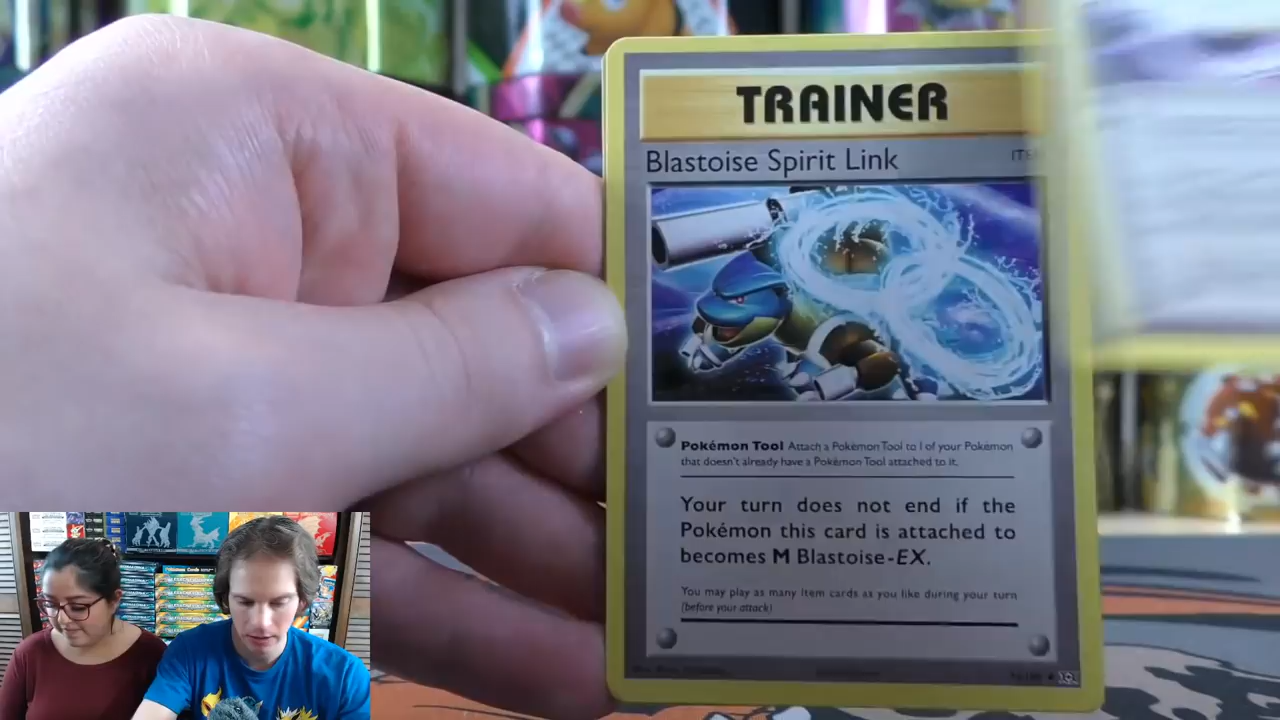 TRAINER
Blastoise Spirit Link
Pokémon Tool Attach a Pokémon Tool to 1 of your Pokémon
that doesn't already have a Pokémon Tool attached to it.
Your turn does not end if the
Pokémon this card is attached to
becomes M Blastoise-EX.
You may play as many Item cards as you like during your turn
(before your attack)